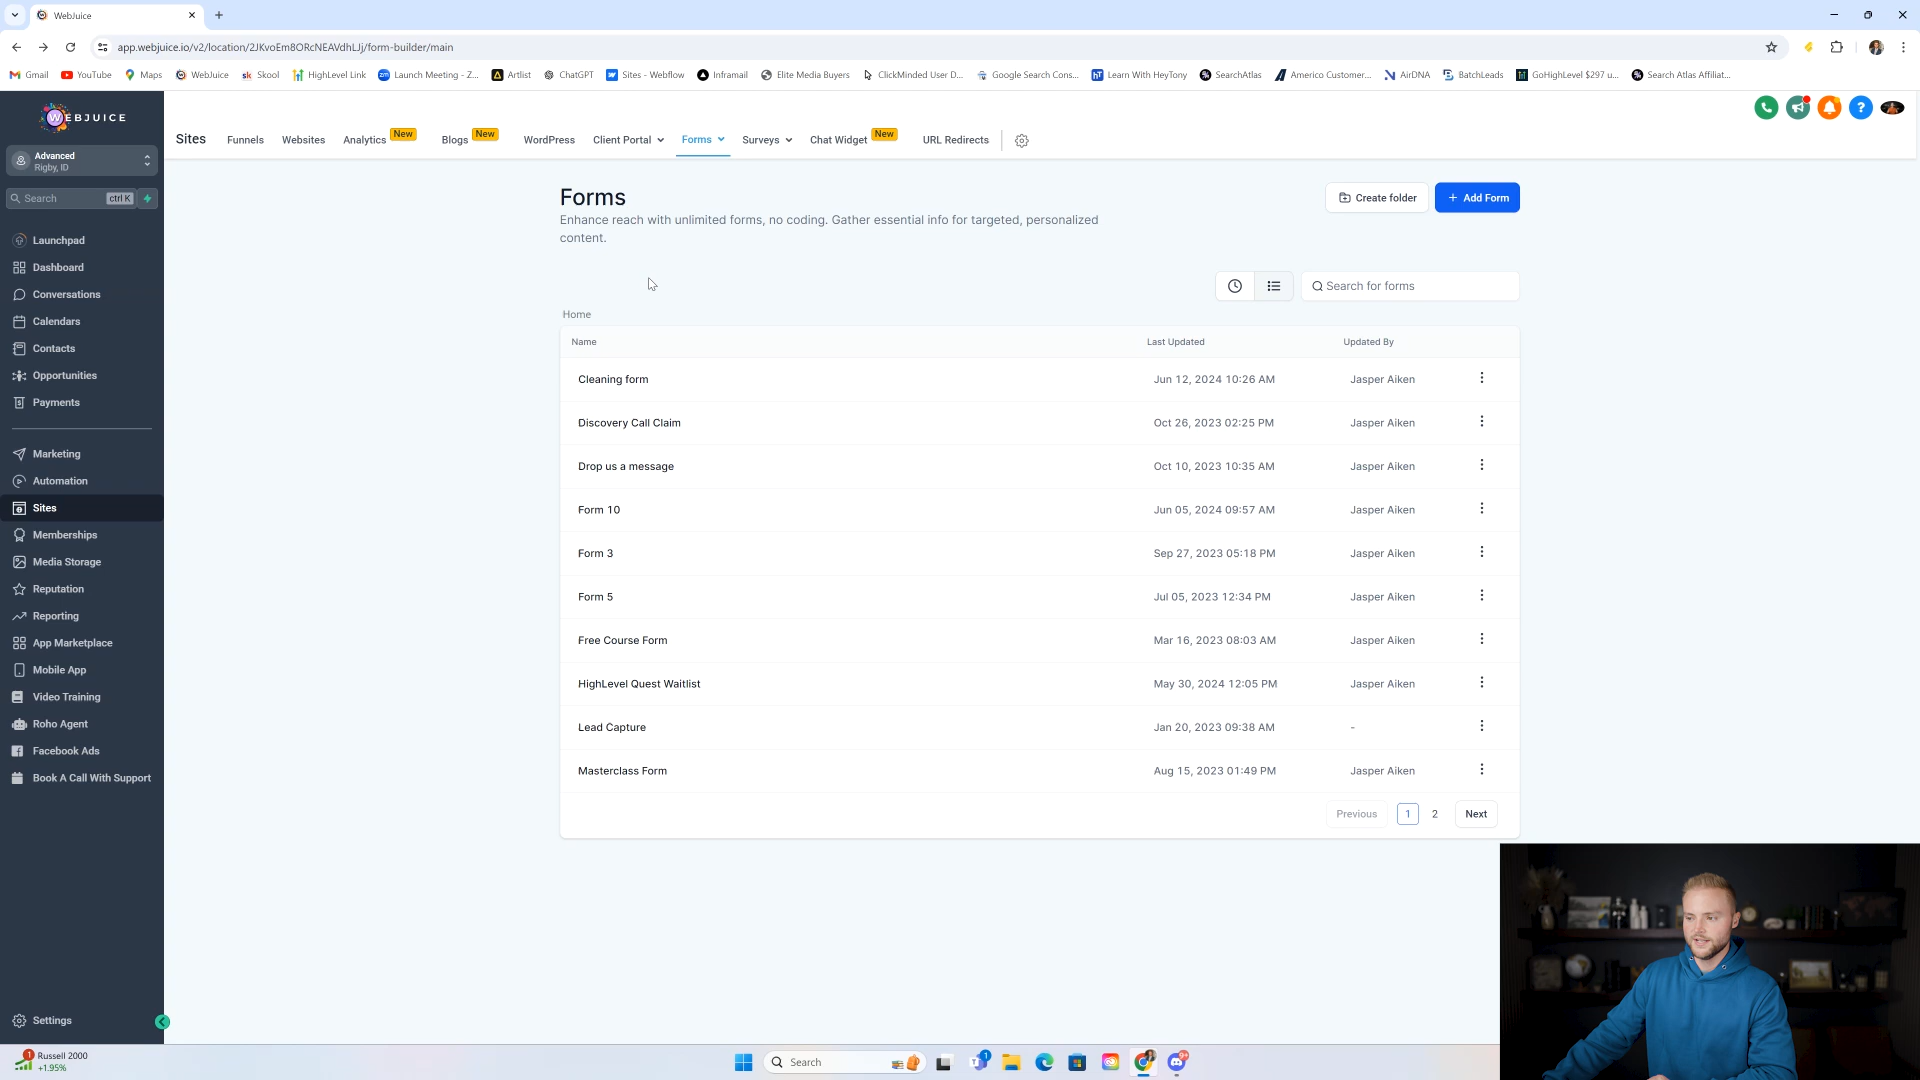 WebJuice
app.webjuice.io/v2/location/2JKvoEm8ORcNEAVdhLJj/form-builder/main
Gmail YouTube Maps WebJuice Skool HighLevel Link Launch Meeting - Z... Artlist ChatGPT Sites - Webflow Inframail Elite Media Buyers ClickMinded User D... Google Search Cons... Learn With HeyTony SearchAtlas Americo Customer... AirDNA BatchLeads GoHighLevel $297 u... Search Atlas Affiliat...
WEBJUICE
Advanced
Rigby, ID
Search ctrl K
Launchpad
Dashboard
Conversations
Calendars
Contacts
Opportunities
Payments
Marketing
Automation
Sites
Memberships
Media Storage
Reputation
Reporting
App Marketplace
Mobile App
Video Training
Roho Agent
Facebook Ads
Book A Call With Support
Settings
Sites Funnels Websites Analytics New Blogs New WordPress Client Portal Forms Surveys Chat Widget New URL Redirects
Forms
Enhance reach with unlimited forms, no coding. Gather essential info for targeted, personalized
content.
Create folder
+ Add Form
Search for forms
Home
Name Last Updated Updated By
Cleaning form Jun 12, 2024 10:26 AM Jasper Aiken
Discovery Call Claim Oct 26, 2023 02:25 PM Jasper Aiken
Drop us a message Oct 10, 2023 10:35 AM Jasper Aiken
Form 10 Jun 05, 2024 09:57 AM Jasper Aiken
Form 3 Sep 27, 2023 05:18 PM Jasper Aiken
Form 5 Jul 05, 2023 12:34 PM Jasper Aiken
Free Course Form Mar 16, 2023 08:03 AM Jasper Aiken
HighLevel Quest Waitlist May 30, 2024 12:05 PM Jasper Aiken
Lead Capture Jan 20, 2023 09:38 AM -
Masterclass Form Aug 15, 2023 01:49 PM Jasper Aiken
Previous 1 2 Next
1 Russell 2000
+1.95%
Search
1
9+